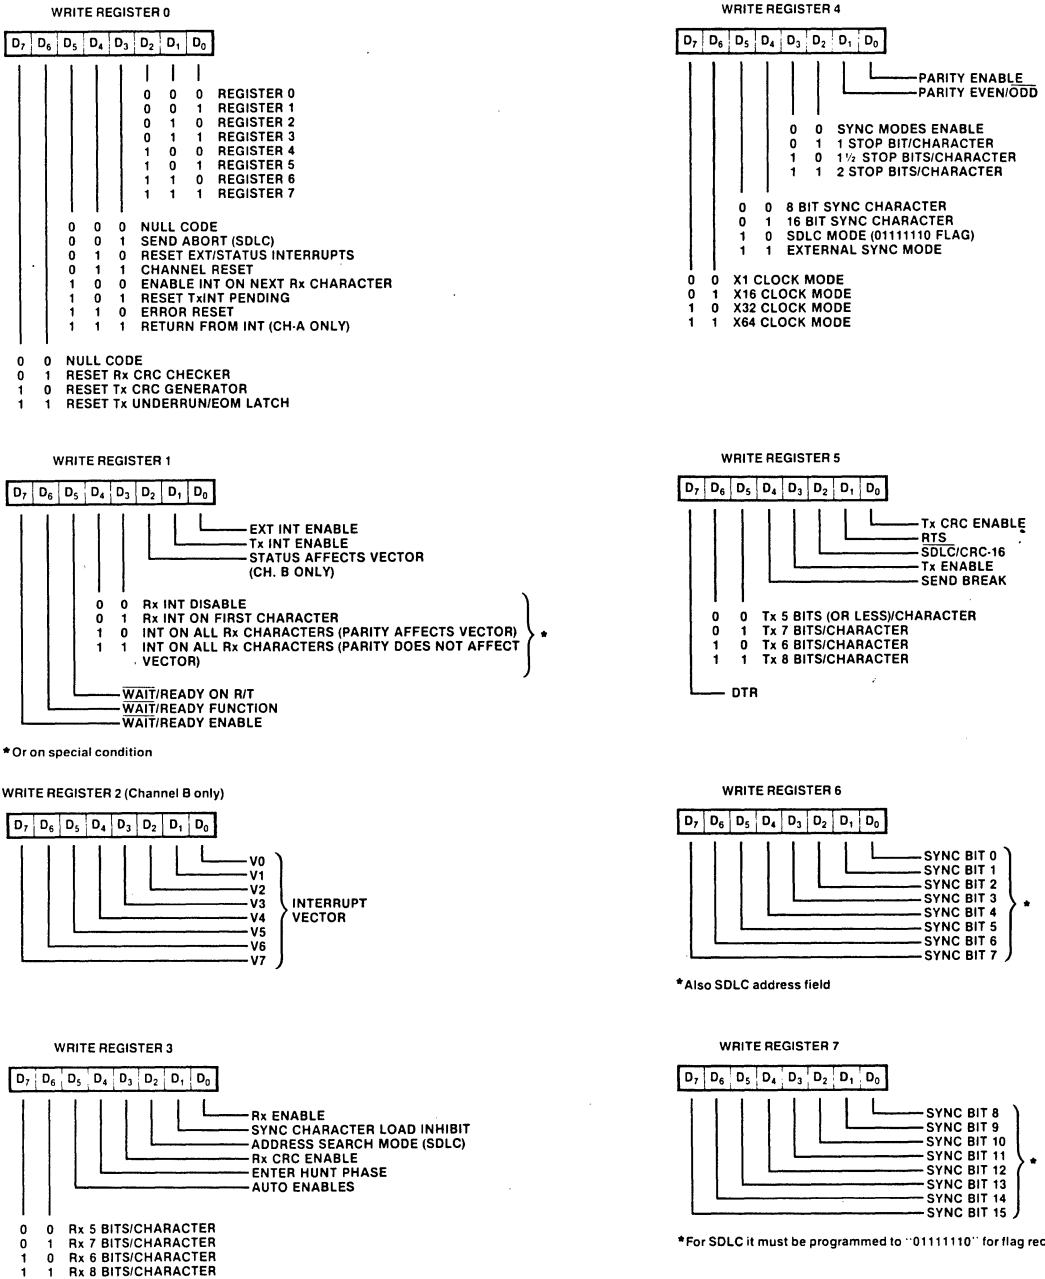 WRITE REGISTER 0
D7 D6 D5 D4 D3 D2 D1 D0
0 0 0 REGISTER 0
0 0 1 REGISTER 1
0 1 0 REGISTER 2
0 1 1 REGISTER 3
1 0 0 REGISTER 4
1 0 1 REGISTER 5
1 1 0 REGISTER 6
1 1 1 REGISTER 7
0 0 0 NULL CODE
0 0 1 SEND ABORT (SDLC)
0 1 0 RESET EXT/STATUS INTERRUPTS
0 1 1 CHANNEL RESET
1 0 0 ENABLE INT ON NEXT Rx CHARACTER
1 0 1 RESET TxINT PENDING
1 1 0 ERROR RESET
1 1 1 RETURN FROM INT (CH-A ONLY)
0 0 NULL CODE
0 1 RESET Rx CRC CHECKER
1 0 RESET Tx CRC GENERATOR
1 1 RESET Tx UNDERRUN/EOM LATCH
WRITE REGISTER 1
D7 D6 D5 D4 D3 D2 D1 D0
EXT INT ENABLE
Tx INT ENABLE
STATUS AFFECTS VECTOR
(CH. B ONLY)
0 0 Rx INT DISABLE
0 1 Rx INT ON FIRST CHARACTER
1 0 INT ON ALL Rx CHARACTERS (PARITY AFFECTS VECTOR)
1 1 INT ON ALL Rx CHARACTERS (PARITY DOES NOT AFFECT
VECTOR)
*
WAIT/READY ON R/T
WAIT/READY FUNCTION
WAIT/READY ENABLE
*Or on special condition
WRITE REGISTER 2 (Channel B only)
D7 D6 D5 D4 D3 D2 D1 D0
V0
V1
V2
V3
V4
V5
V6
V7
INTERRUPT
VECTOR
WRITE REGISTER 3
D7 D6 D5 D4 D3 D2 D1 D0
Rx ENABLE
SYNC CHARACTER LOAD INHIBIT
ADDRESS SEARCH MODE (SDLC)
Rx CRC ENABLE
ENTER HUNT PHASE
AUTO ENABLES
0 0 Rx 5 BITS/CHARACTER
0 1 Rx 7 BITS/CHARACTER
1 0 Rx 6 BITS/CHARACTER
1 1 Rx 8 BITS/CHARACTER
WRITE REGISTER 4
D7 D6 D5 D4 D3 D2 D1 D0
PARITY ENABLE
PARITY EVEN/ODD
0 0 SYNC MODES ENABLE
0 1 1 STOP BIT/CHARACTER
1 0 1½ STOP BITS/CHARACTER
1 1 2 STOP BITS/CHARACTER
0 0 8 BIT SYNC CHARACTER
0 1 16 BIT SYNC CHARACTER
1 0 SDLC MODE (01111110 FLAG)
1 1 EXTERNAL SYNC MODE
0 0 X1 CLOCK MODE
0 1 X16 CLOCK MODE
1 0 X32 CLOCK MODE
1 1 X64 CLOCK MODE
WRITE REGISTER 5
D7 D6 D5 D4 D3 D2 D1 D0
Tx CRC ENABLE
RTS
SDLC/CRC-16
Tx ENABLE
SEND BREAK
0 0 Tx 5 BITS (OR LESS)/CHARACTER
0 1 Tx 7 BITS/CHARACTER
1 0 Tx 6 BITS/CHARACTER
1 1 Tx 8 BITS/CHARACTER
DTR
WRITE REGISTER 6
D7 D6 D5 D4 D3 D2 D1 D0
SYNC BIT 0
SYNC BIT 1
SYNC BIT 2
SYNC BIT 3
SYNC BIT 4
SYNC BIT 5
SYNC BIT 6
SYNC BIT 7
*
*Also SDLC address field
WRITE REGISTER 7
D7 D6 D5 D4 D3 D2 D1 D0
SYNC BIT 8
SYNC BIT 9
SYNC BIT 10
SYNC BIT 11
SYNC BIT 12
SYNC BIT 13
SYNC BIT 14
SYNC BIT 15
*
*For SDLC it must be programmed to "01111110" for flag rec